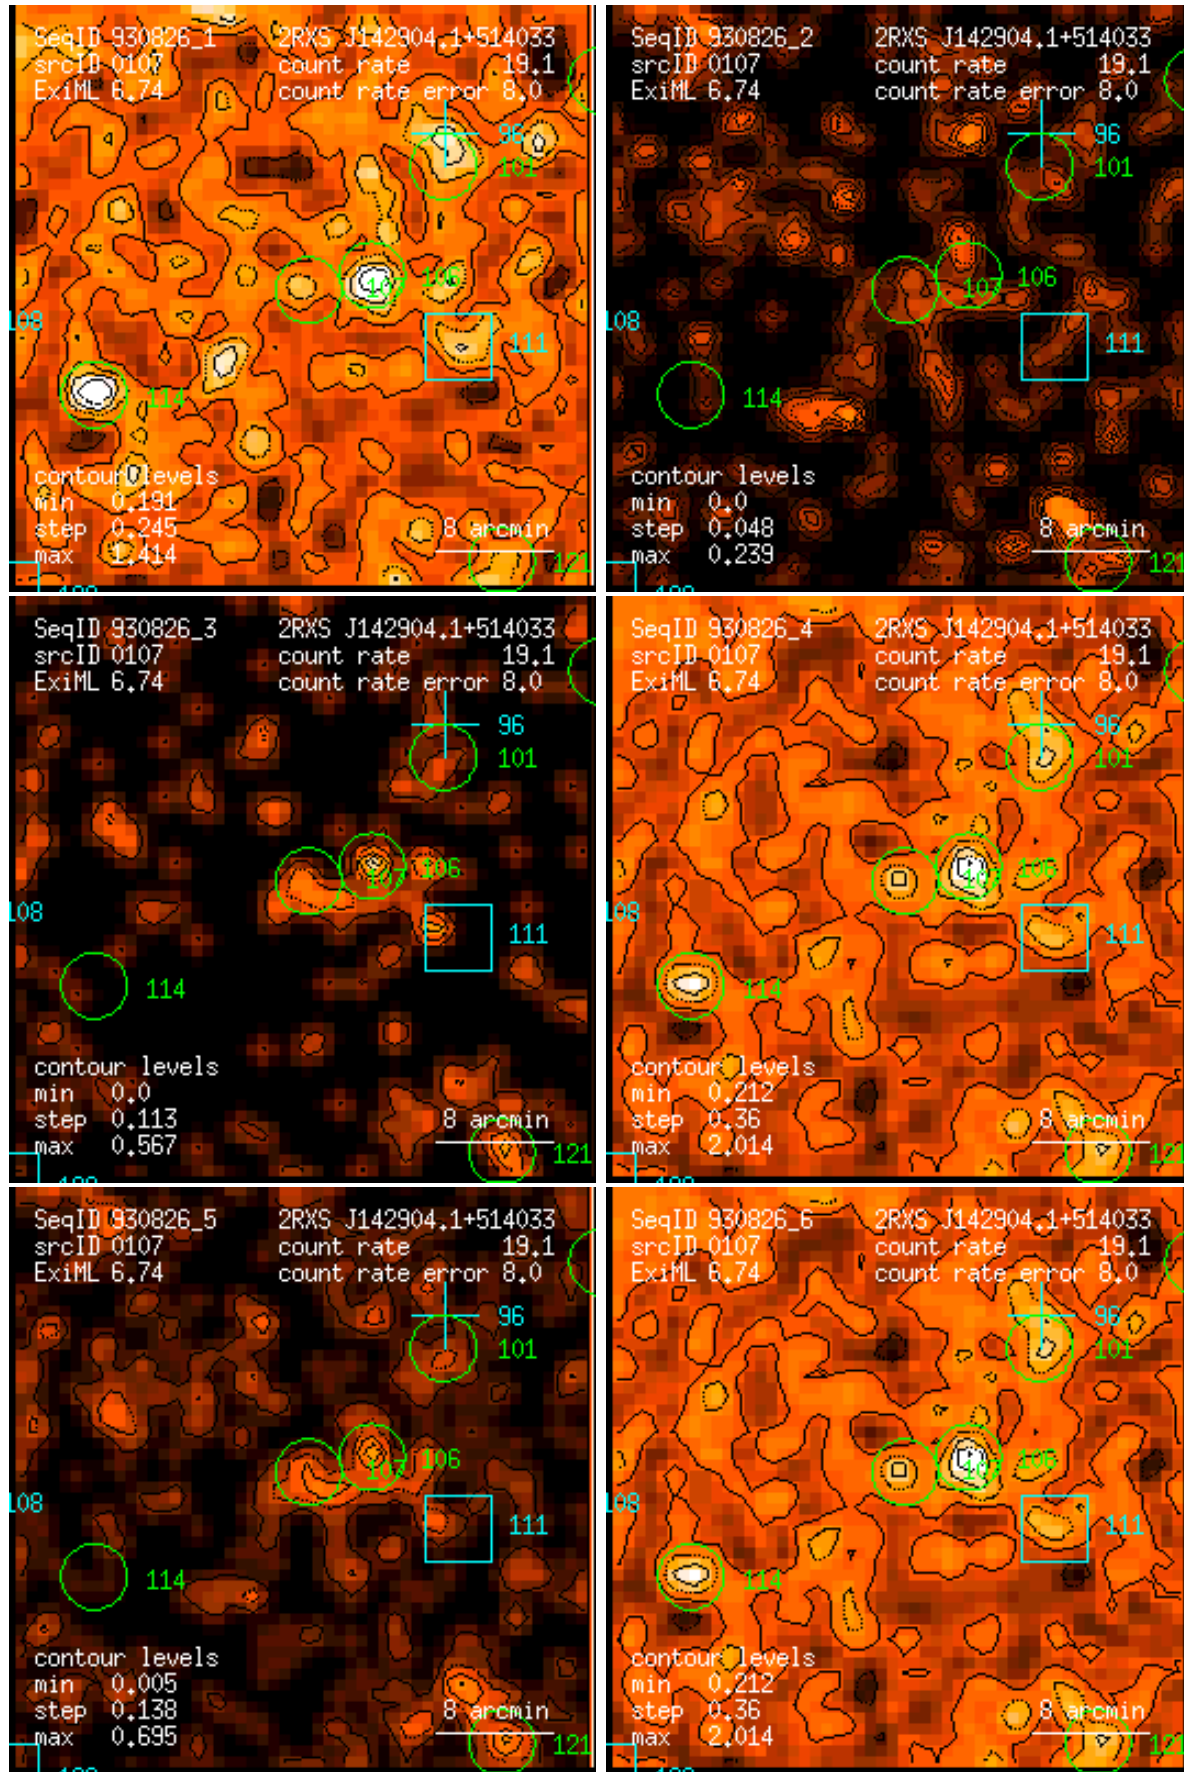 SeqID 930826_1 2RXS J142904.1+514033
srcID 0107 count rate 19.1
ExiML 6.74 count rate error 8.0
96
101
106
107
108
111
114
contour levels
min 0.191
step 0.245
max 1.414
8 arcmin
121
SeqID 930826_2 2RXS J142904.1+514033
srcID 0107 count rate 19.1
ExiML 6.74 count rate error 8.0
96
101
106
107
108
111
114
contour levels
min 0.0
step 0.048
max 0.239
8 arcmin
121
SeqID 930826_3 2RXS J142904.1+514033
srcID 0107 count rate 19.1
ExiML 6.74 count rate error 8.0
96
101
106
107
108
111
114
contour levels
min 0.0
step 0.113
max 0.567
8 arcmin
121
SeqID 930826_4 2RXS J142904.1+514033
srcID 0107 count rate 19.1
ExiML 6.74 count rate error 8.0
96
101
106
107
108
111
114
contour levels
min 0.212
step 0.36
max 2.014
8 arcmin
121
SeqID 930826_5 2RXS J142904.1+514033
srcID 0107 count rate 19.1
ExiML 6.74 count rate error 8.0
96
101
106
107
108
111
114
contour levels
min 0.005
step 0.138
max 0.695
8 arcmin
121
SeqID 930826_6 2RXS J142904.1+514033
srcID 0107 count rate 19.1
ExiML 6.74 count rate error 8.0
96
101
106
107
108
111
114
contour levels
min 0.212
step 0.36
max 2.014
8 arcmin
121